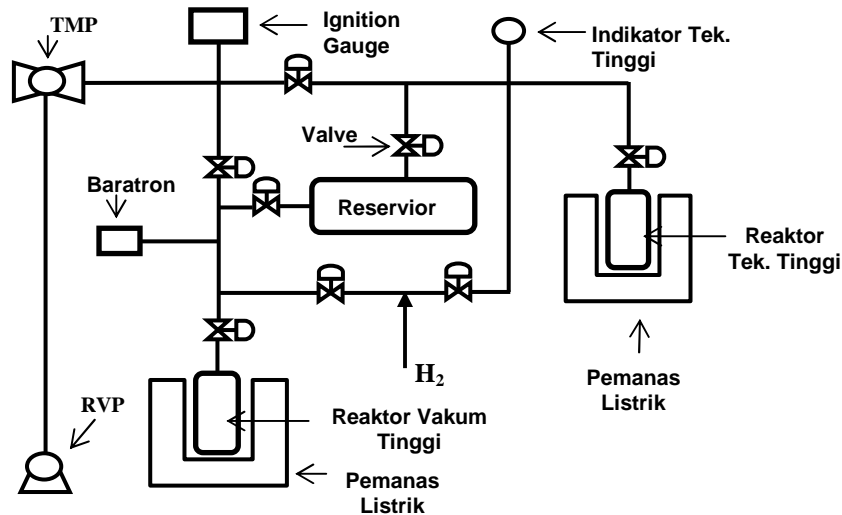 TMP
Ignition
Gauge
Indikator Tek.
Tinggi
Valve
Baratron
Reservior
Reaktor
Tek. Tinggi
H₂
Pemanas
Listrik
RVP
Reaktor Vakum
Tinggi
Pemanas
Listrik